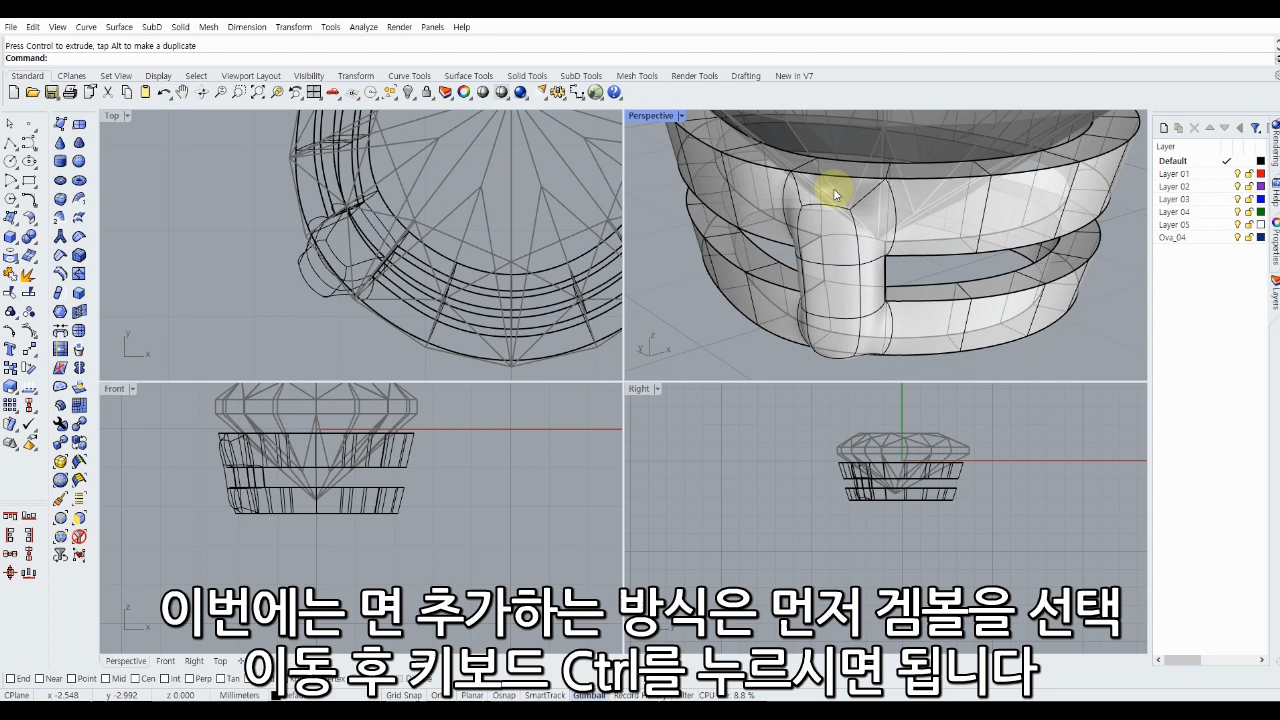 File Edit View Curve Surface SubD Solid Mesh Dimension Transform Tools Analyze Render Panels Help
Press Control to extrude, tap Alt to make a duplicate
Command:
Standard CPlanes Set View Display Select Viewport Layout Visibility Transform Curve Tools Surface Tools Solid Tools SubD Tools Mesh Tools Render Tools Drafting New in V7
Top
Perspective
Layer
Default
Layer 01
Layer 02
Layer 03
Layer 04
Layer 05
Ova_04
Rendering
Help
Properties
Layers
y
x
z
y
x
Front
Right
z
x
z
이번에는 면 추가하는 방식은 먼저 겜볼을 선택
이동 후 키보드 Ctrl를 누르시면 됩니다
Perspective Front Right Top
End Near Point Mid Cen Int Perp Tan
CPlane x -2.548 y -2.992 z 0.000 Millimeters Grid Snap Planar Osnap SmartTrack Gumball CPU use: 8.8 %